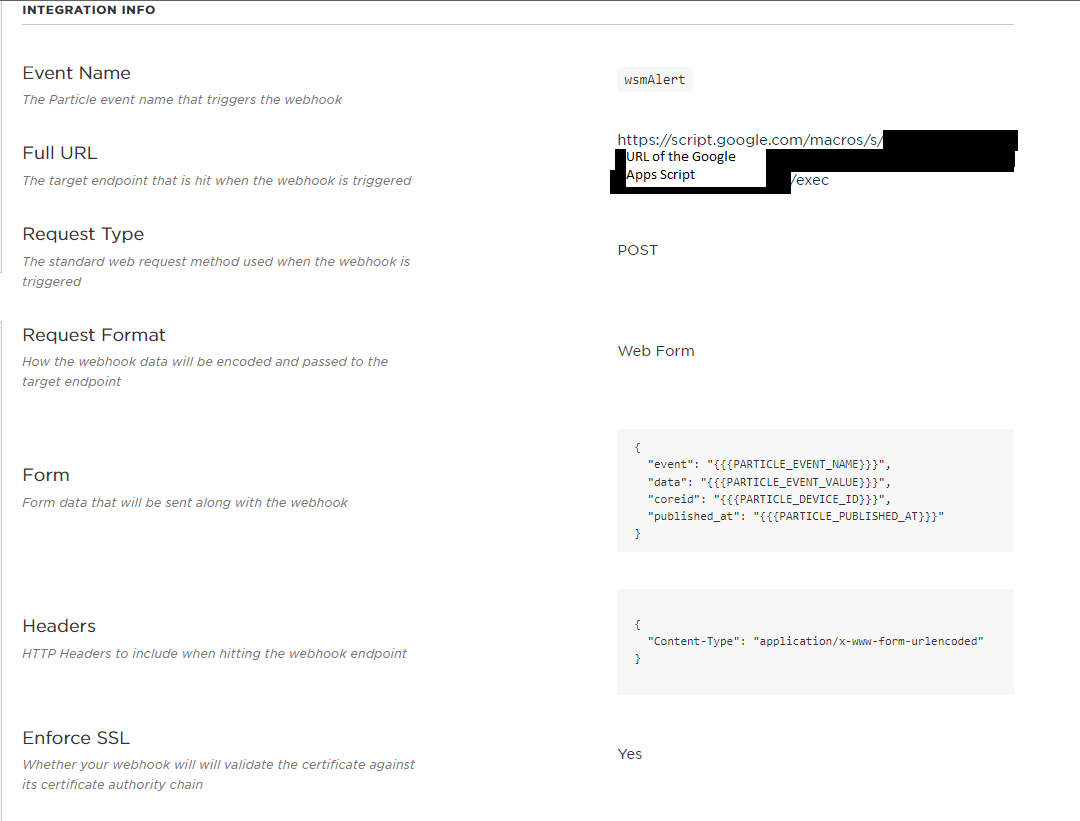 INTEGRATION INFO
Event Name
The Particle event name that triggers the webhook
wsmAlert
Full URL
The target endpoint that is hit when the webhook is triggered
https://script.google.com/macros/s/
URL of the Google
Apps Script
/exec
Request Type
The standard web request method used when the webhook is
triggered
POST
Request Format
How the webhook data will be encoded and passed to the
target endpoint
Web Form
Form
Form data that will be sent along with the webhook
{
"event": "{{{PARTICLE_EVENT_NAME}}}",
"data": "{{{PARTICLE_EVENT_VALUE}}}",
"coreid": "{{{PARTICLE_DEVICE_ID}}}",
"published_at": "{{{PARTICLE_PUBLISHED_AT}}}"
}
Headers
HTTP Headers to include when hitting the webhook endpoint
{
"Content-Type": "application/x-www-form-urlencoded"
}
Enforce SSL
Whether your webhook will will validate the certificate against
its certificate authority chain
Yes